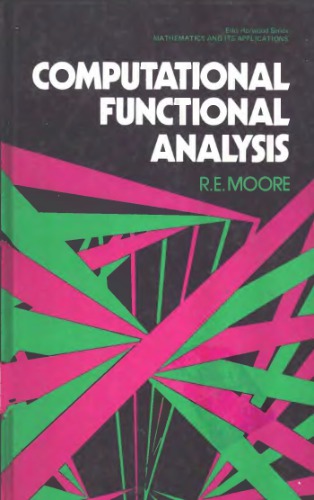 Ellis Horwood Series
MATHEMATICS AND ITS APPLICATIONS
COMPUTATIONAL
FUNCTIONAL
ANALYSIS
R.E. MOORE